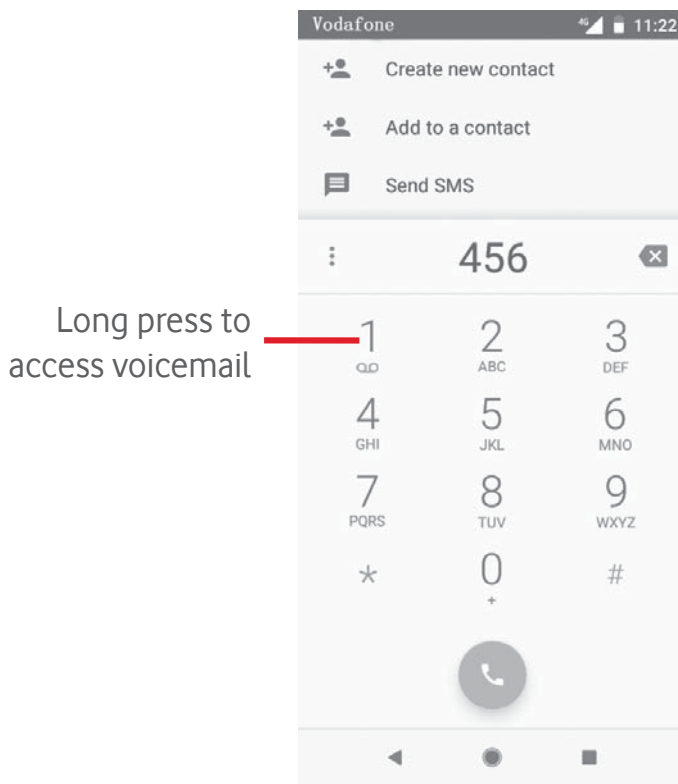 Vodafone 4G 11:22
Create new contact
Add to a contact
Send SMS
456
Long press to
access voicemail
1 2 3
ABC DEF
4 5 6
GHI JKL MNO
7 8 9
PQRS TUV WXYZ
* 0 #
+